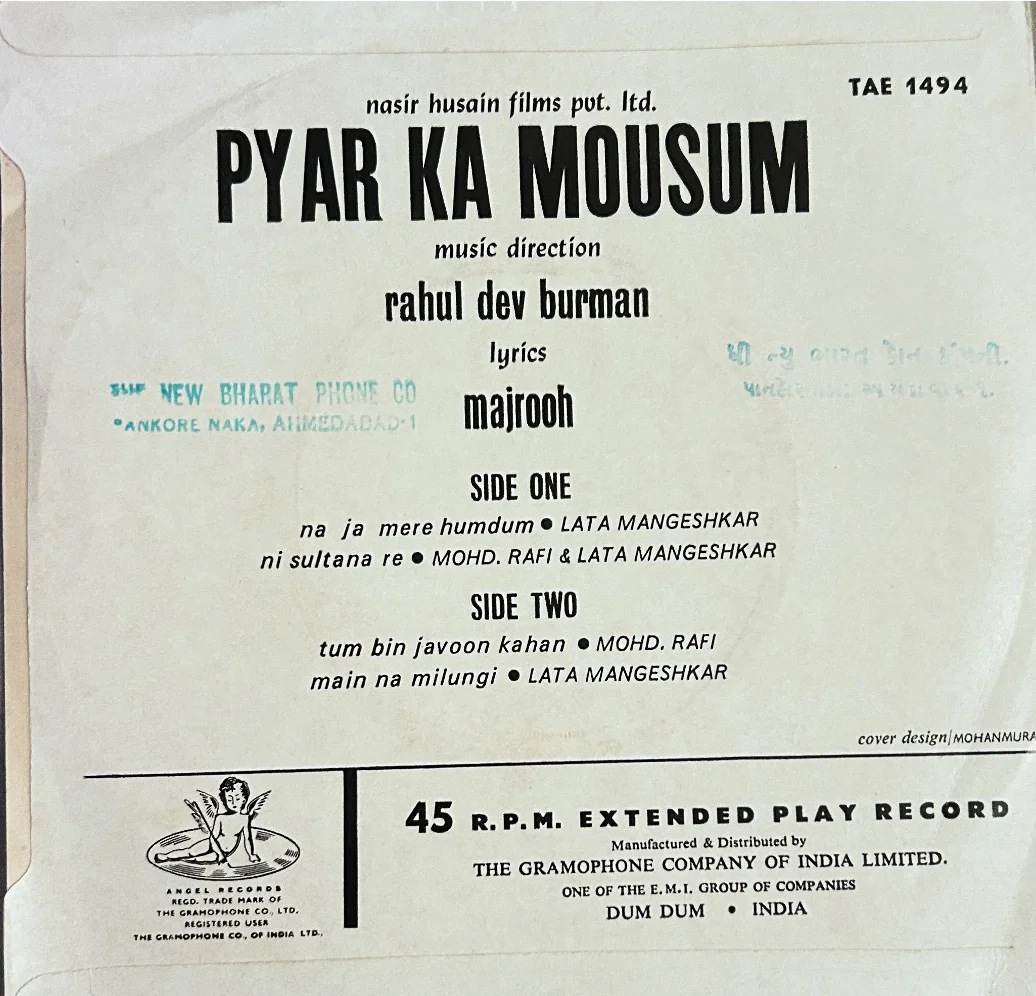 TAE 1494
nasir husain films pvt. ltd.
PYAR KA MOUSUM
music direction
rahul dev burman
lyrics
majrooh
NEW BHARAT PHONE CO
ANKORE NAKA, AHMEDABAD-1
SIDE ONE
na ja mere humdum ● LATA MANGESHKAR
ni sultana re ● MOHD. RAFI & LATA MANGESHKAR
SIDE TWO
tum bin javoon kahan ● MOHD. RAFI
main na milungi ● LATA MANGESHKAR
cover design/MOHANMURA
45 R.P.M. EXTENDED PLAY RECORD
Manufactured & Distributed by
THE GRAMOPHONE COMPANY OF INDIA LIMITED.
ONE OF THE E.M.I. GROUP OF COMPANIES
DUM DUM • INDIA
ANGEL RECORDS
REGD. TRADE MARK OF
THE GRAMOPHONE CO., LTD.
REGISTERED USER
THE GRAMOPHONE CO., OF INDIA LTD.,